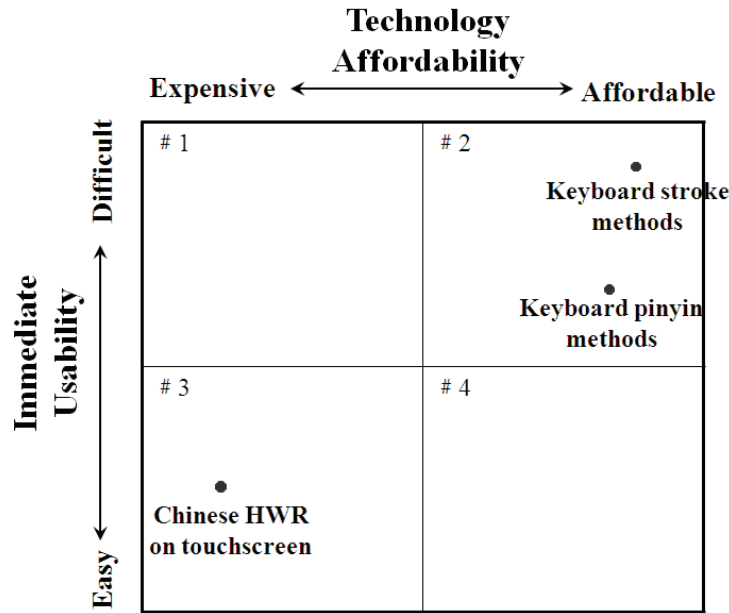 Technology
Affordability
Expensive
Affordable
Difficult
Immediate
Usability
Easy
# 1
# 2
Keyboard stroke
methods
Keyboard pinyin
methods
# 3
# 4
Chinese HWR
on touchscreen